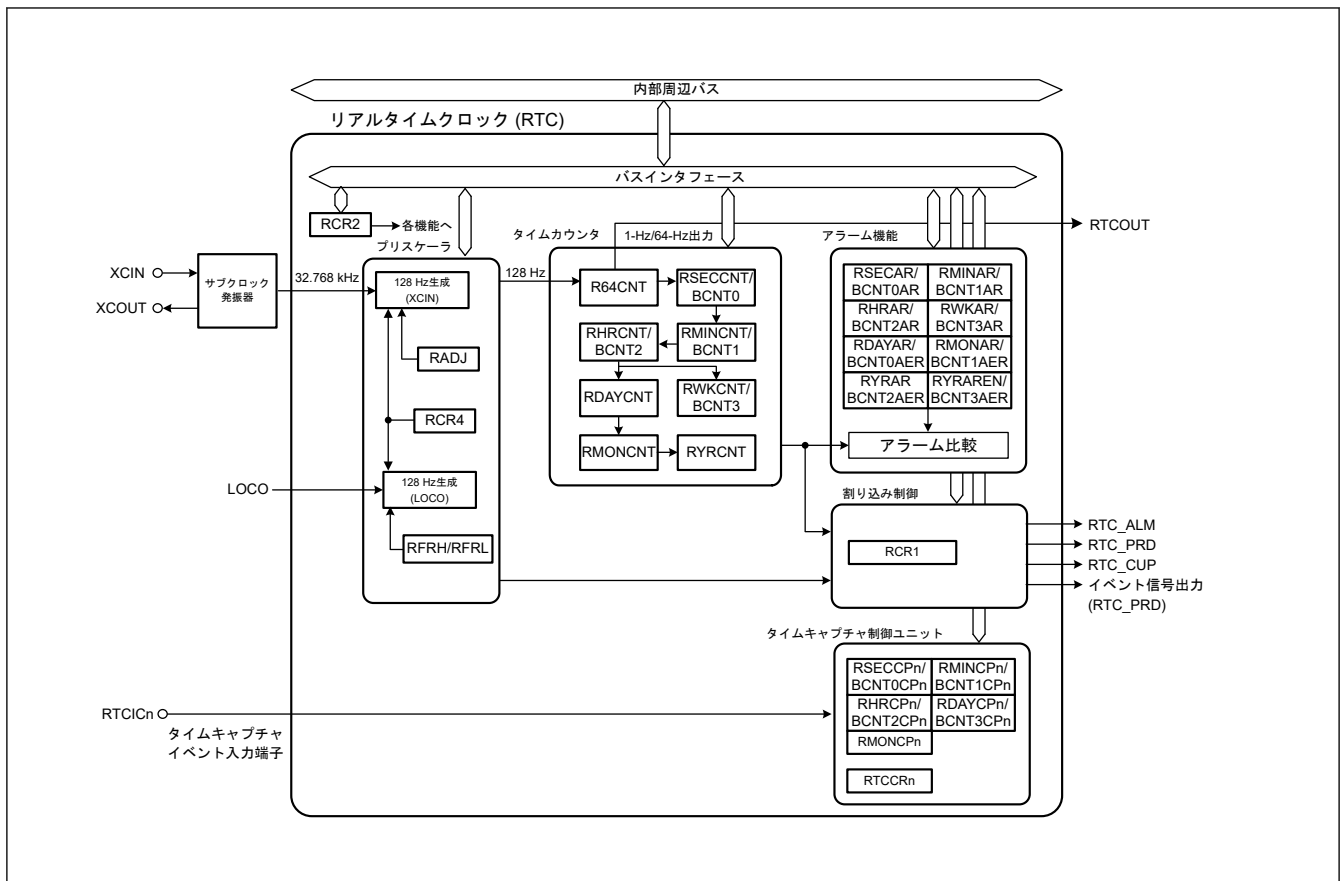 内部周辺バス
リアルタイムクロック (RTC)
バスインタフェース
RCR2
各機能へ
プリスケーラ
タイムカウンタ
1-Hz/64-Hz出力
アラーム機能
RTCOUT
XCIN
XCOUT
サブクロック
発振器
32.768 kHz
128 Hz生成
(XCIN)
RADJ
RCR4
LOCO
128 Hz生成
(LOCO)
RFRH/RFRL
128 Hz
R64CNT
RSECCNT/
BCNT0
RHRCNT/
BCNT2
RMINCNT/
BCNT1
RDAYCNT
RWKCNT/
BCNT3
RMONCNT
RYRCNT
RSECAR/
BCNT0AR
RMINAR/
BCNT1AR
RHRAR/
BCNT2AR
RWKAR/
BCNT3AR
RDAYAR/
BCNT0AER
RMONAR/
BCNT1AER
RYRAR
BCNT2AER
RYRAREN/
BCNT3AER
アラーム比較
割り込み制御
RCR1
RTC_ALM
RTC_PRD
RTC_CUP
イベント信号出力
(RTC_PRD)
タイムキャプチャ制御ユニット
RSECCPn/
BCNT0CPn
RMINCPn/
BCNT1CPn
RHRCPn/
BCNT2CPn
RDAYCPn/
BCNT3CPn
RMONCPn
RTCCRn
RTCICn
タイムキャプチャ
イベント入力端子